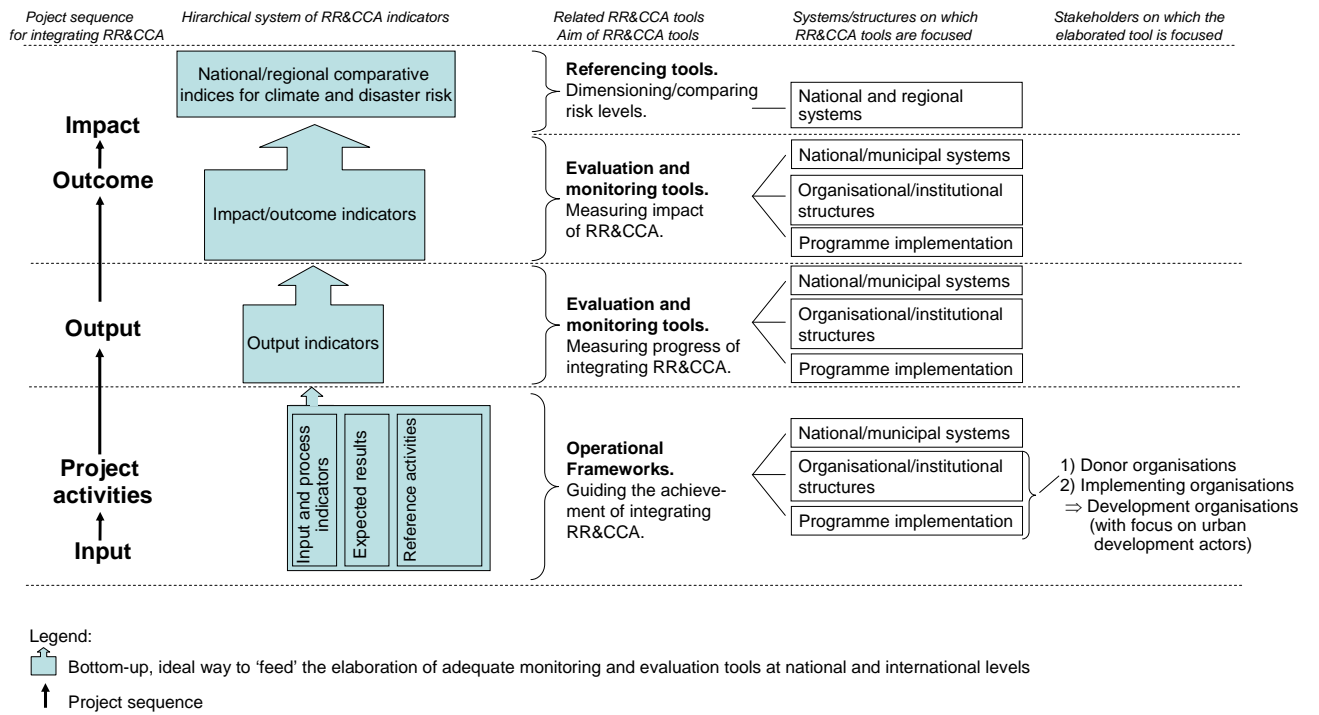 Poject sequence
for integrating RR&CCA
Hirarchical system of RR&CCA indicators
Related RR&CCA tools
Aim of RR&CCA tools
Systems/structures on which
RR&CCA tools are focused
Stakeholders on which the
elaborated tool is focused
Impact
Outcome
National/regional comparative
indices for climate and disaster risk
Impact/outcome indicators
Referencing tools.
Dimensioning/comparing
risk levels.
National and regional
systems
Evaluation and
monitoring tools.
Measuring impact
of RR&CCA.
National/municipal systems
Organisational/institutional
structures
Programme implementation
Output
Output indicators
Evaluation and
monitoring tools.
Measuring progress of
integrating RR&CCA.
National/municipal systems
Organisational/institutional
structures
Programme implementation
Project
activities
Input
Input and process
indicators
Expected results
Reference activities
Operational
Frameworks.
Guiding the achieve-
ment of integrating
RR&CCA.
National/municipal systems
Organisational/institutional
structures
Programme implementation
1) Donor organisations
2) Implementing organisations
⇒ Development organisations
(with focus on urban
development actors)
Legend:
Bottom-up, ideal way to ‘feed’ the elaboration of adequate monitoring and evaluation tools at national and international levels
Project sequence